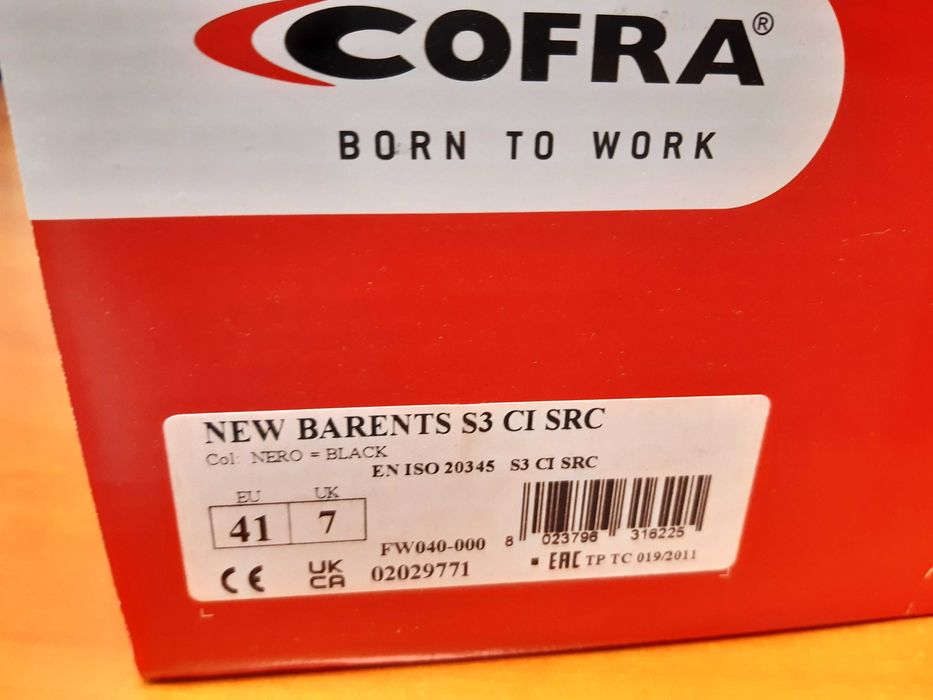 COFRA®
BORN TO WORK
NEW BARENTS S3 CI SRC
Col: NERO = BLACK
EN ISO 20345 S3 CI SRC
EU UK
41 7
FW040-000
02029771
8 023796 316225
CE UK CA
EAC TP TC 019/2011